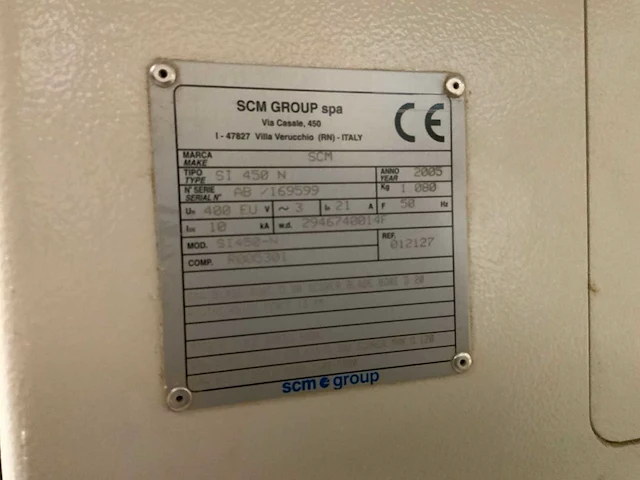 SCM GROUP spa
Via Casale, 450
I - 47827 Villa Verucchio (RN) - ITALY
CE
MARCA MAKE SCM
TIPO TYPE SI 450 N ANNO YEAR 2005
N° SERIE SERIAL N° AB /169599 Kg 1 080
Un 400 EU V ~ 3 In 21 A F 50 Hz
Icc 10 kA w.d. 2946740014F
MOD. SI450-N REF. 012127
COMP. R005301
scm group